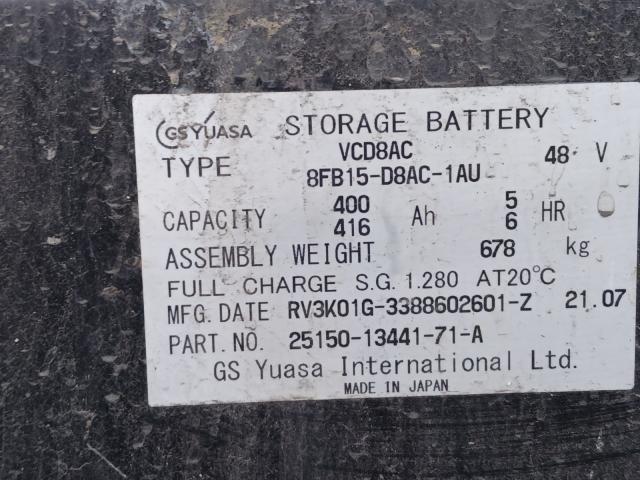 GS YUASA STORAGE BATTERY
TYPE VCD8AC 48 V
8FB15-D8AC-1AU
CAPACITY 400 Ah 5 HR
416 6
ASSEMBLY WEIGHT 678 kg
FULL CHARGE S.G. 1.280 AT20℃
MFG. DATE RV3K01G-3388602601-Z 21.07
PART. NO. 25150-13441-71-A
GS Yuasa International Ltd.
MADE IN JAPAN